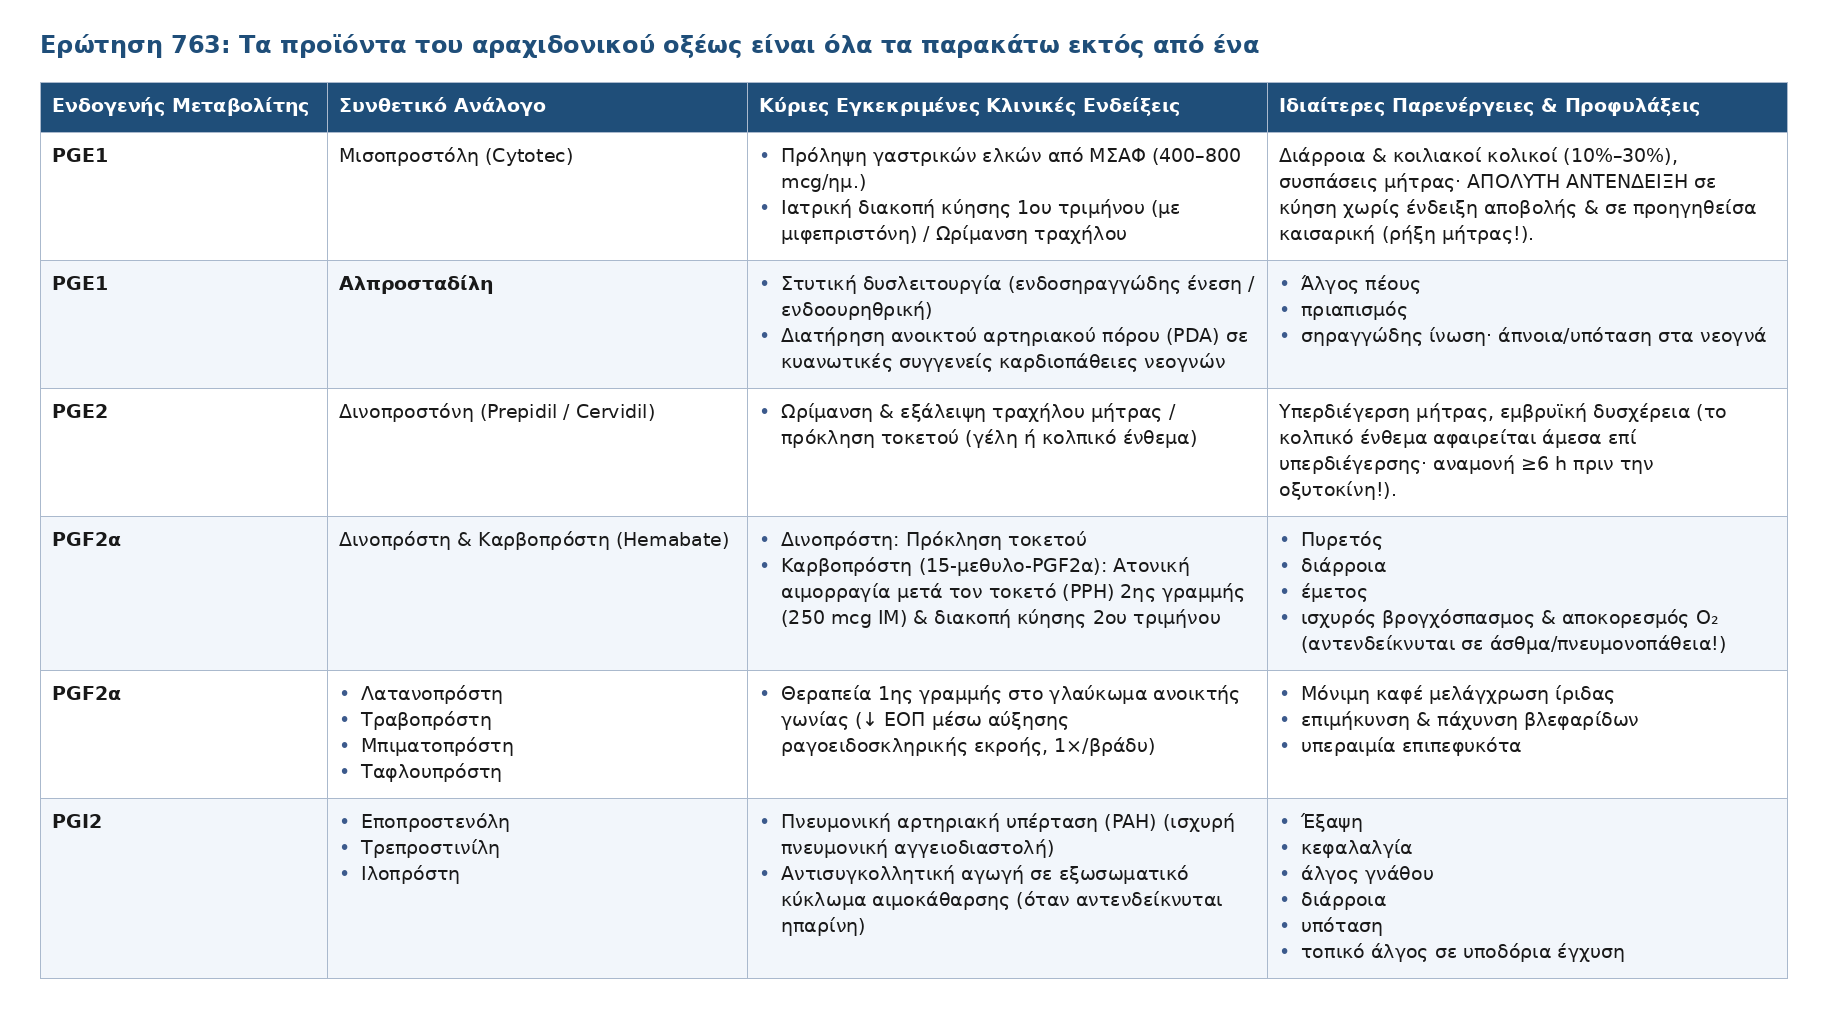 Ερώτηση 763: Τα προϊόντα του αραχιδονικού οξέως είναι όλα τα παρακάτω εκτός από ένα
Ενδογενής Μεταβολίτης
Συνθετικό Ανάλογο
Κύριες Εγκεκριμένες Κλινικές Ενδείξεις
Ιδιαίτερες Παρενέργειες & Προφυλάξεις
PGE1
Μισοπροστόλη (Cytotec)
• Πρόληψη γαστρικών ελκών από ΜΣΑΦ (400–800
mcg/ημ.)
• Ιατρική διακοπή κύησης 1ου τριμήνου (με
μιφεπριστόνη) / Ωρίμανση τραχήλου
Διάρροια & κοιλιακοί κολικοί (10%–30%),
συσπάσεις μήτρας· ΑΠΟΛΥΤΗ ΑΝΤΕΝΔΕΙΞΗ σε
κύηση χωρίς ένδειξη αποβολής & σε προηγηθείσα
καισαρική (ρήξη μήτρας!).
PGE1
Αλπροσταδίλη
• Στυτική δυσλειτουργία (ενδοσηραγγώδης ένεση /
ενδοουρηθρική)
• Διατήρηση ανοικτού αρτηριακού πόρου (PDA) σε
κυανωτικές συγγενείς καρδιοπάθειες νεογνών
• Άλγος πέους
• πριαπισμός
• σηραγγώδης ίνωση· άπνοια/υπόταση στα νεογνά
PGE2
Δινοπροστόνη (Prepidil / Cervidil)
• Ωρίμανση & εξάλειψη τραχήλου μήτρας /
πρόκληση τοκετού (γέλη ή κολπικό ένθεμα)
Υπερδιέγερση μήτρας, εμβρυϊκή δυσχέρεια (το
κολπικό ένθεμα αφαιρείται άμεσα επί
υπερδιέγερσης· αναμονή ≥6 h πριν την
οξυτοκίνη!).
PGF2α
Δινοπρόστη & Καρβοπρόστη (Hemabate)
• Δινοπρόστη: Πρόκληση τοκετού
• Καρβοπρόστη (15-μεθυλο-PGF2α): Ατονική
αιμορραγία μετά τον τοκετό (PPH) 2ης γραμμής
(250 mcg IM) & διακοπή κύησης 2ου τριμήνου
• Πυρετός
• διάρροια
• έμετος
• ισχυρός βρογχόσπασμος & αποκορεσμός O₂
(αντενδείκνυται σε άσθμα/πνευμονοπάθεια!)
PGF2α
• Λατανοπρόστη
• Τραβοπρόστη
• Μπιματοπρόστη
• Ταφλουπρόστη
• Θεραπεία 1ης γραμμής στο γλαύκωμα ανοικτής
γωνίας (↓ ΕΟΠ μέσω αύξησης
ραγοειδοσκληρικής εκροής, 1×/βράδυ)
• Μόνιμη καφέ μελάγχρωση ίριδας
• επιμήκυνση & πάχυνση βλεφαρίδων
• υπεραιμία επιπεφυκότα
PGI2
• Εποπροστενόλη
• Τρεπροστινίλη
• Ιλοπρόστη
• Πνευμονική αρτηριακή υπέρταση (PAH) (ισχυρή
πνευμονική αγγειοδιαστολή)
• Αντισυγκολλητική αγωγή σε εξωσωματικό
κύκλωμα αιμοκάθαρσης (όταν αντενδείκνυται
ηπαρίνη)
• Έξαψη
• κεφαλαλγία
• άλγος γνάθου
• διάρροια
• υπόταση
• τοπικό άλγος σε υποδόρια έγχυση